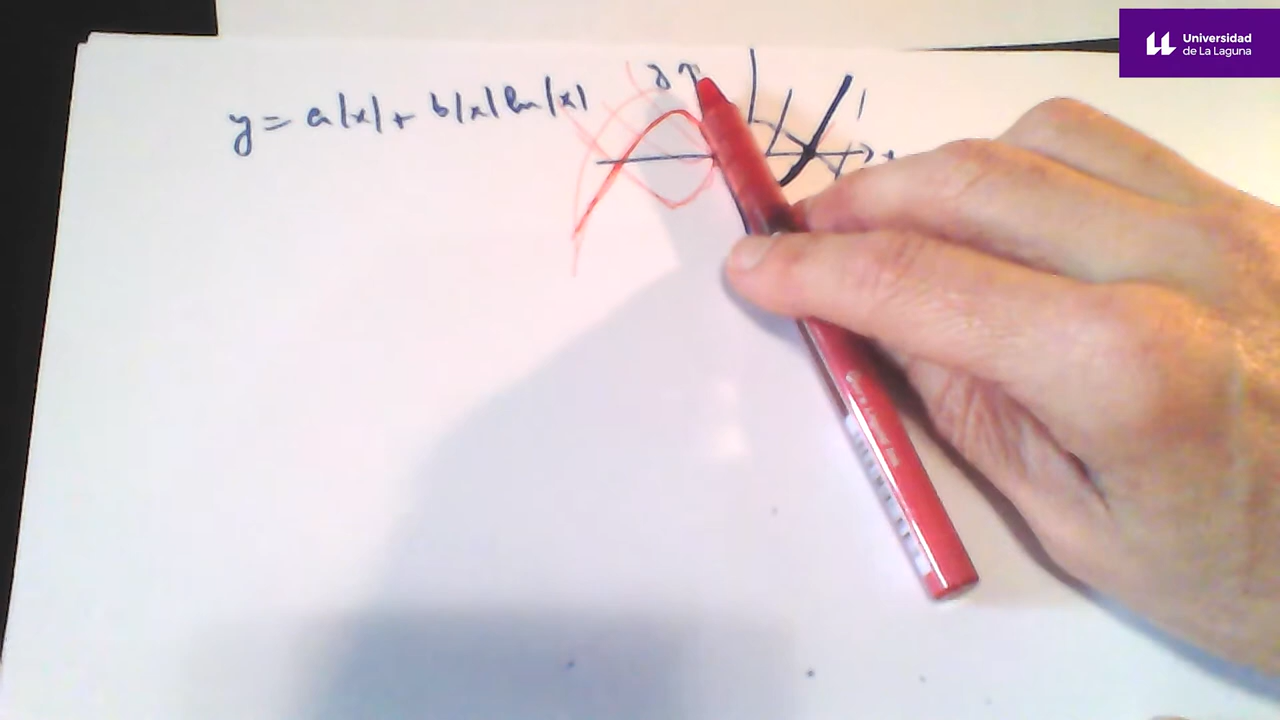 Universidad
de La Laguna
y = a|x| + b|x| ln|x|